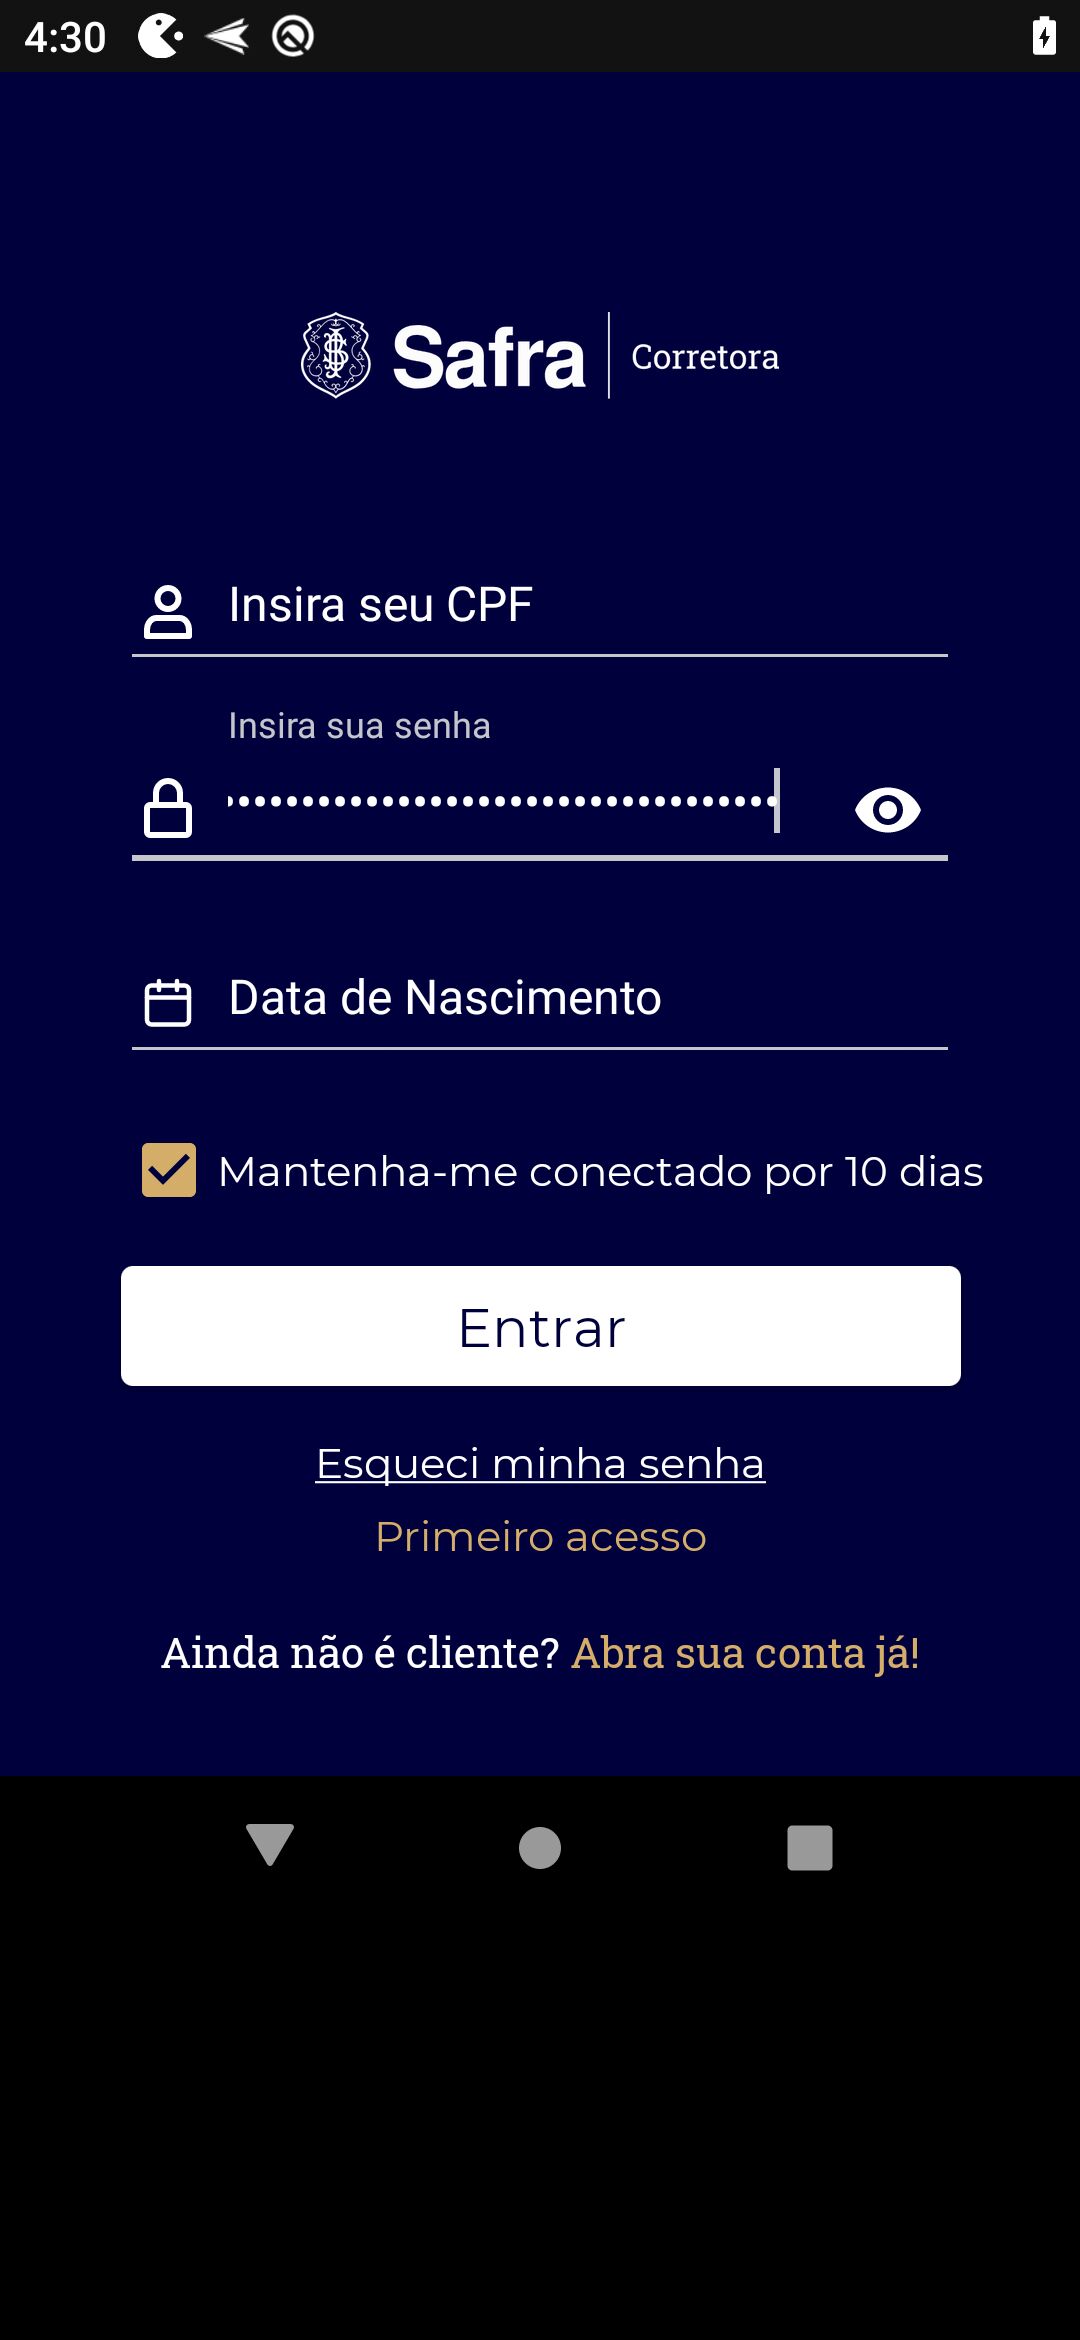 4:30
Safra Corretora
Insira seu CPF
Insira sua senha
••••••••••••••••••••••••••••••••••• 
Data de Nascimento
Mantenha-me conectado por 10 dias
Entrar
Esqueci minha senha
Primeiro acesso
Ainda não é cliente? Abra sua conta já!